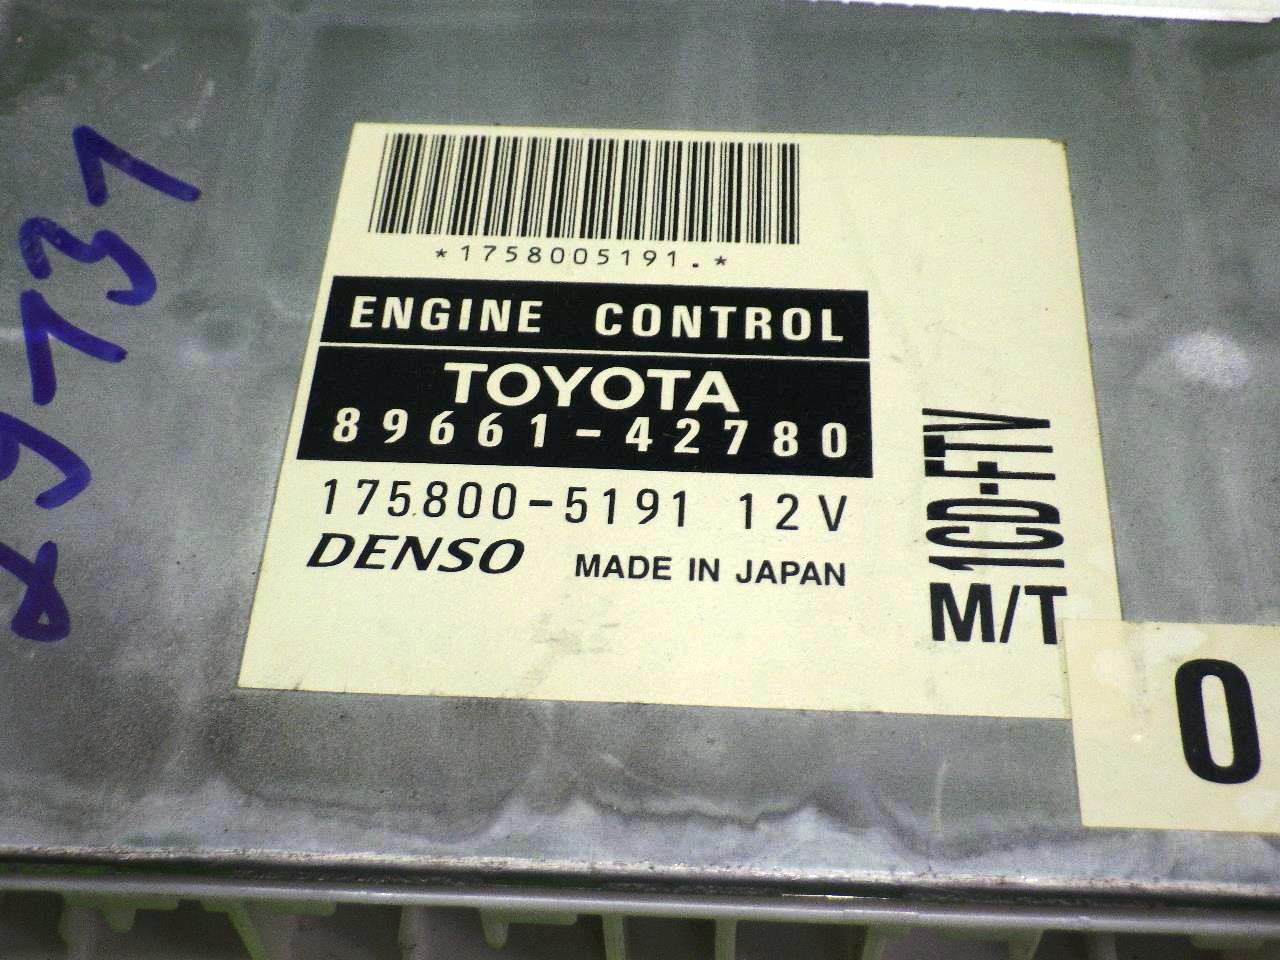 *1758005191.*
ENGINE CONTROL
TOYOTA
89661-42780
175800-5191 12V
DENSO MADE IN JAPAN
1CD-FTV
M/T
0